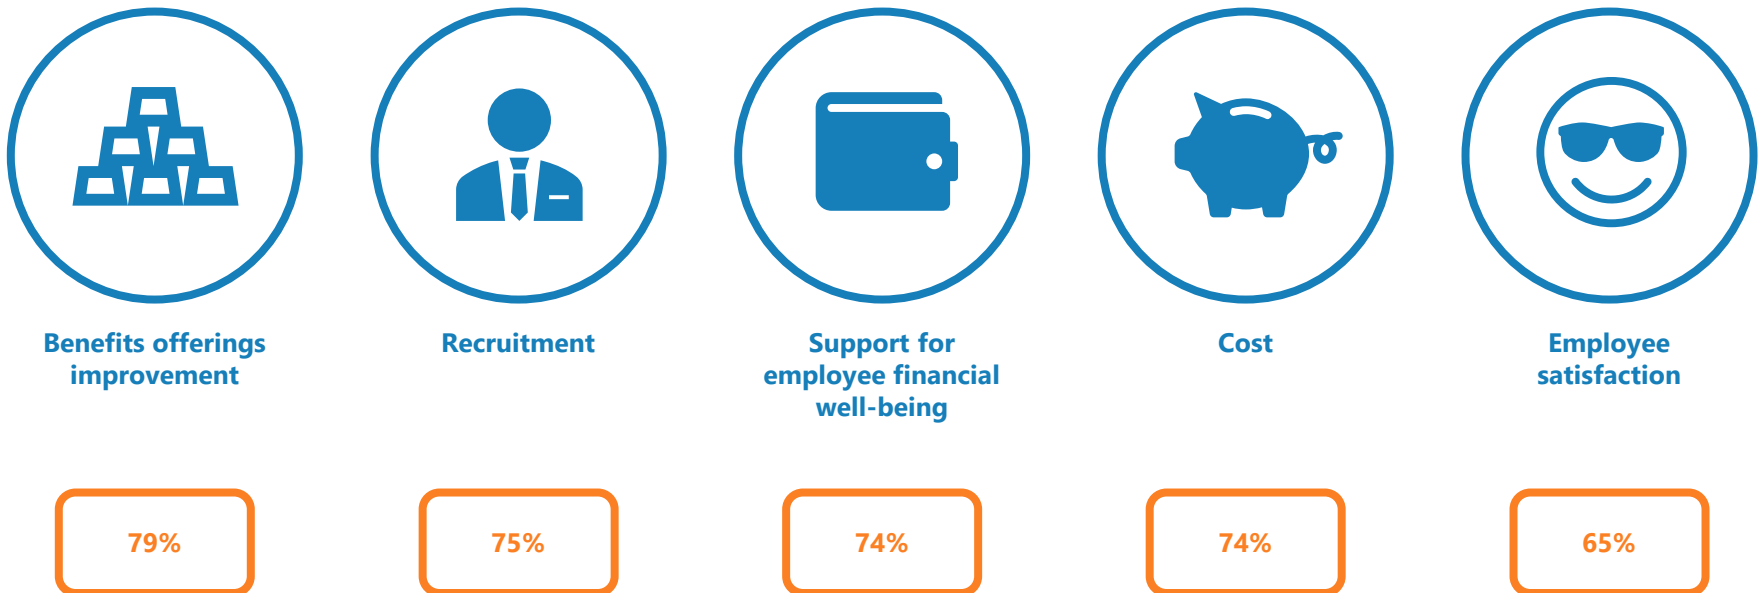 Benefits offerings
improvement
Recruitment
Support for
employee financial
well-being
Cost
Employee
satisfaction
79%
75%
74%
74%
65%